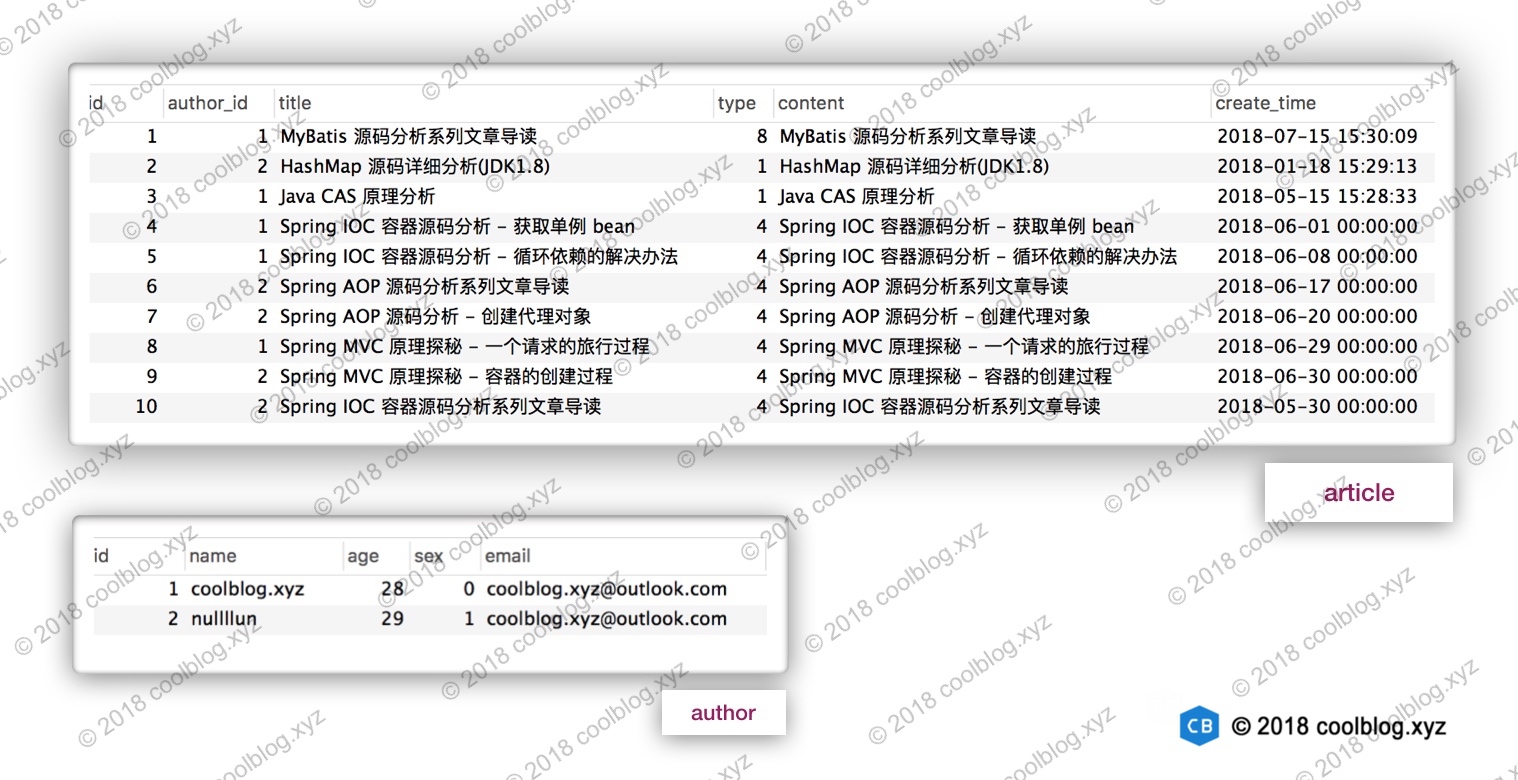 id author_id title type content create_time
1 1 MyBatis 源码分析系列文章导读 8 MyBatis 源码分析系列文章导读 2018-07-15 15:30:09
2 2 HashMap 源码详细分析(JDK1.8) 1 HashMap 源码详细分析(JDK1.8) 2018-01-18 15:29:13
3 1 Java CAS 原理分析 1 Java CAS 原理分析 2018-05-15 15:28:33
4 1 Spring IOC 容器源码分析 – 获取单例 bean 4 Spring IOC 容器源码分析 – 获取单例 bean 2018-06-01 00:00:00
5 1 Spring IOC 容器源码分析 – 循环依赖的解决办法 4 Spring IOC 容器源码分析 – 循环依赖的解决办法 2018-06-08 00:00:00
6 2 Spring AOP 源码分析系列文章导读 4 Spring AOP 源码分析系列文章导读 2018-06-17 00:00:00
7 2 Spring AOP 源码分析 – 创建代理对象 4 Spring AOP 源码分析 – 创建代理对象 2018-06-20 00:00:00
8 1 Spring MVC 原理探秘 – 一个请求的旅行过程 4 Spring MVC 原理探秘 – 一个请求的旅行过程 2018-06-29 00:00:00
9 2 Spring MVC 原理探秘 – 容器的创建过程 4 Spring MVC 原理探秘 – 容器的创建过程 2018-06-30 00:00:00
10 2 Spring IOC 容器源码分析系列文章导读 4 Spring IOC 容器源码分析系列文章导读 2018-05-30 00:00:00
article
id name age sex email
1 coolblog.xyz 28 0 coolblog.xyz@outlook.com
2 nullllun 29 1 coolblog.xyz@outlook.com
author
CB © 2018 coolblog.xyz